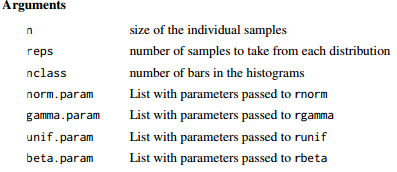 Arguments
n size of the individual samples
reps number of samples to take from each distribution
nclass number of bars in the histograms
norm.param List with parameters passed to rnorm
gamma.param List with parameters passed to rgamma
unif.param List with parameters passed to runif
beta.param List with parameters passed to rbeta